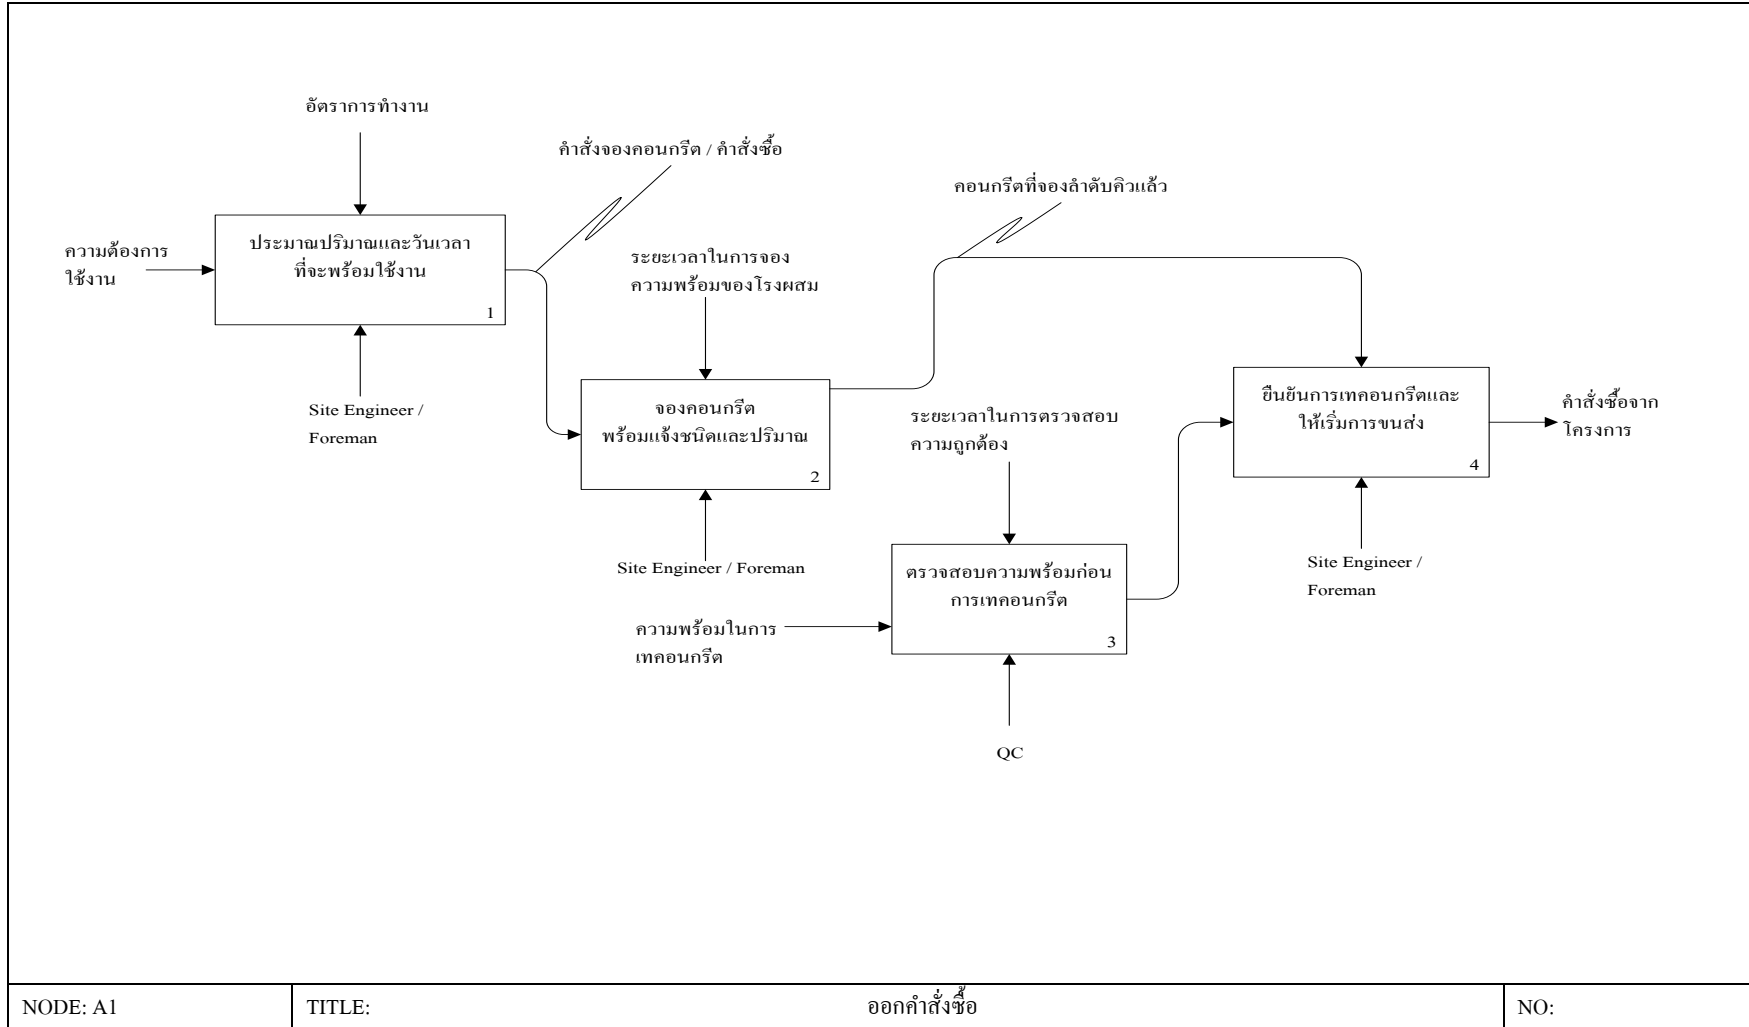 อัตราการทำงาน
คำสั่งจองคอนกรีต / คำสั่งซื้อ
คอนกรีตที่จองลำดับคิวแล้ว
ความต้องการ
ใช้งาน
ประมาณปริมาณและวันเวลา
ที่จะพร้อมใช้งาน
1
ระยะเวลาในการจอง
ความพร้อมของโรงผสม
Site Engineer /
Foreman
จองคอนกรีต
พร้อมแจ้งชนิดและปริมาณ
2
ระยะเวลาในการตรวจสอบ
ความถูกต้อง
ยืนยันการเทคอนกรีตและ
ให้เริ่มการขนส่ง
4
คำสั่งซื้อจาก
โครงการ
Site Engineer / Foreman
ตรวจสอบความพร้อมก่อน
การเทคอนกรีต
3
Site Engineer /
Foreman
ความพร้อมในการ
เทคอนกรีต
QC
NODE: A1
TITLE:
ออกคำสั่งซื้อ
NO: